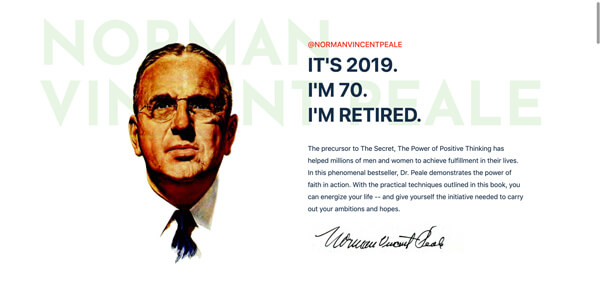 NORMAN
VINCENT PEALE
@NORMANVINCENTPEALE
IT'S 2019.
I'M 70.
I'M RETIRED.
The precursor to The Secret, The Power of Positive Thinking has
helped millions of men and women to achieve fulfillment in their lives.
In this phenomenal bestseller, Dr. Peale demonstrates the power of
faith in action. With the practical techniques outlined in this book, you
can energize your life -- and give yourself the initiative needed to carry
out your ambitions and hopes.
Norman Vincent Peale